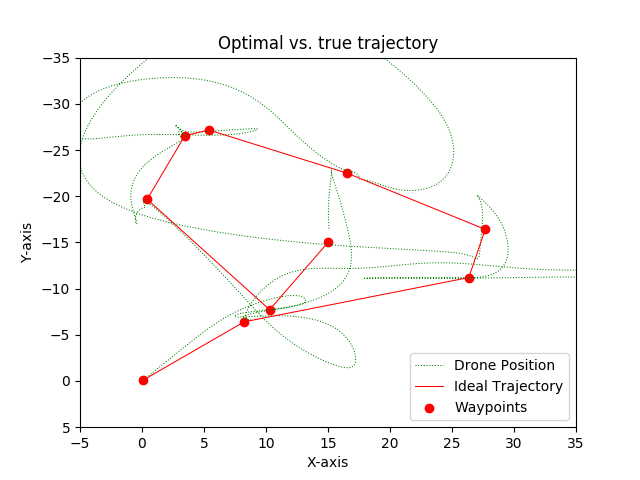 Optimal vs. true trajectory
−35
−30
−25
−20
−15
−10
−5
0
5
Y-axis
−5 0 5 10 15 20 25 30 35
X-axis
Drone Position
Ideal Trajectory
Waypoints